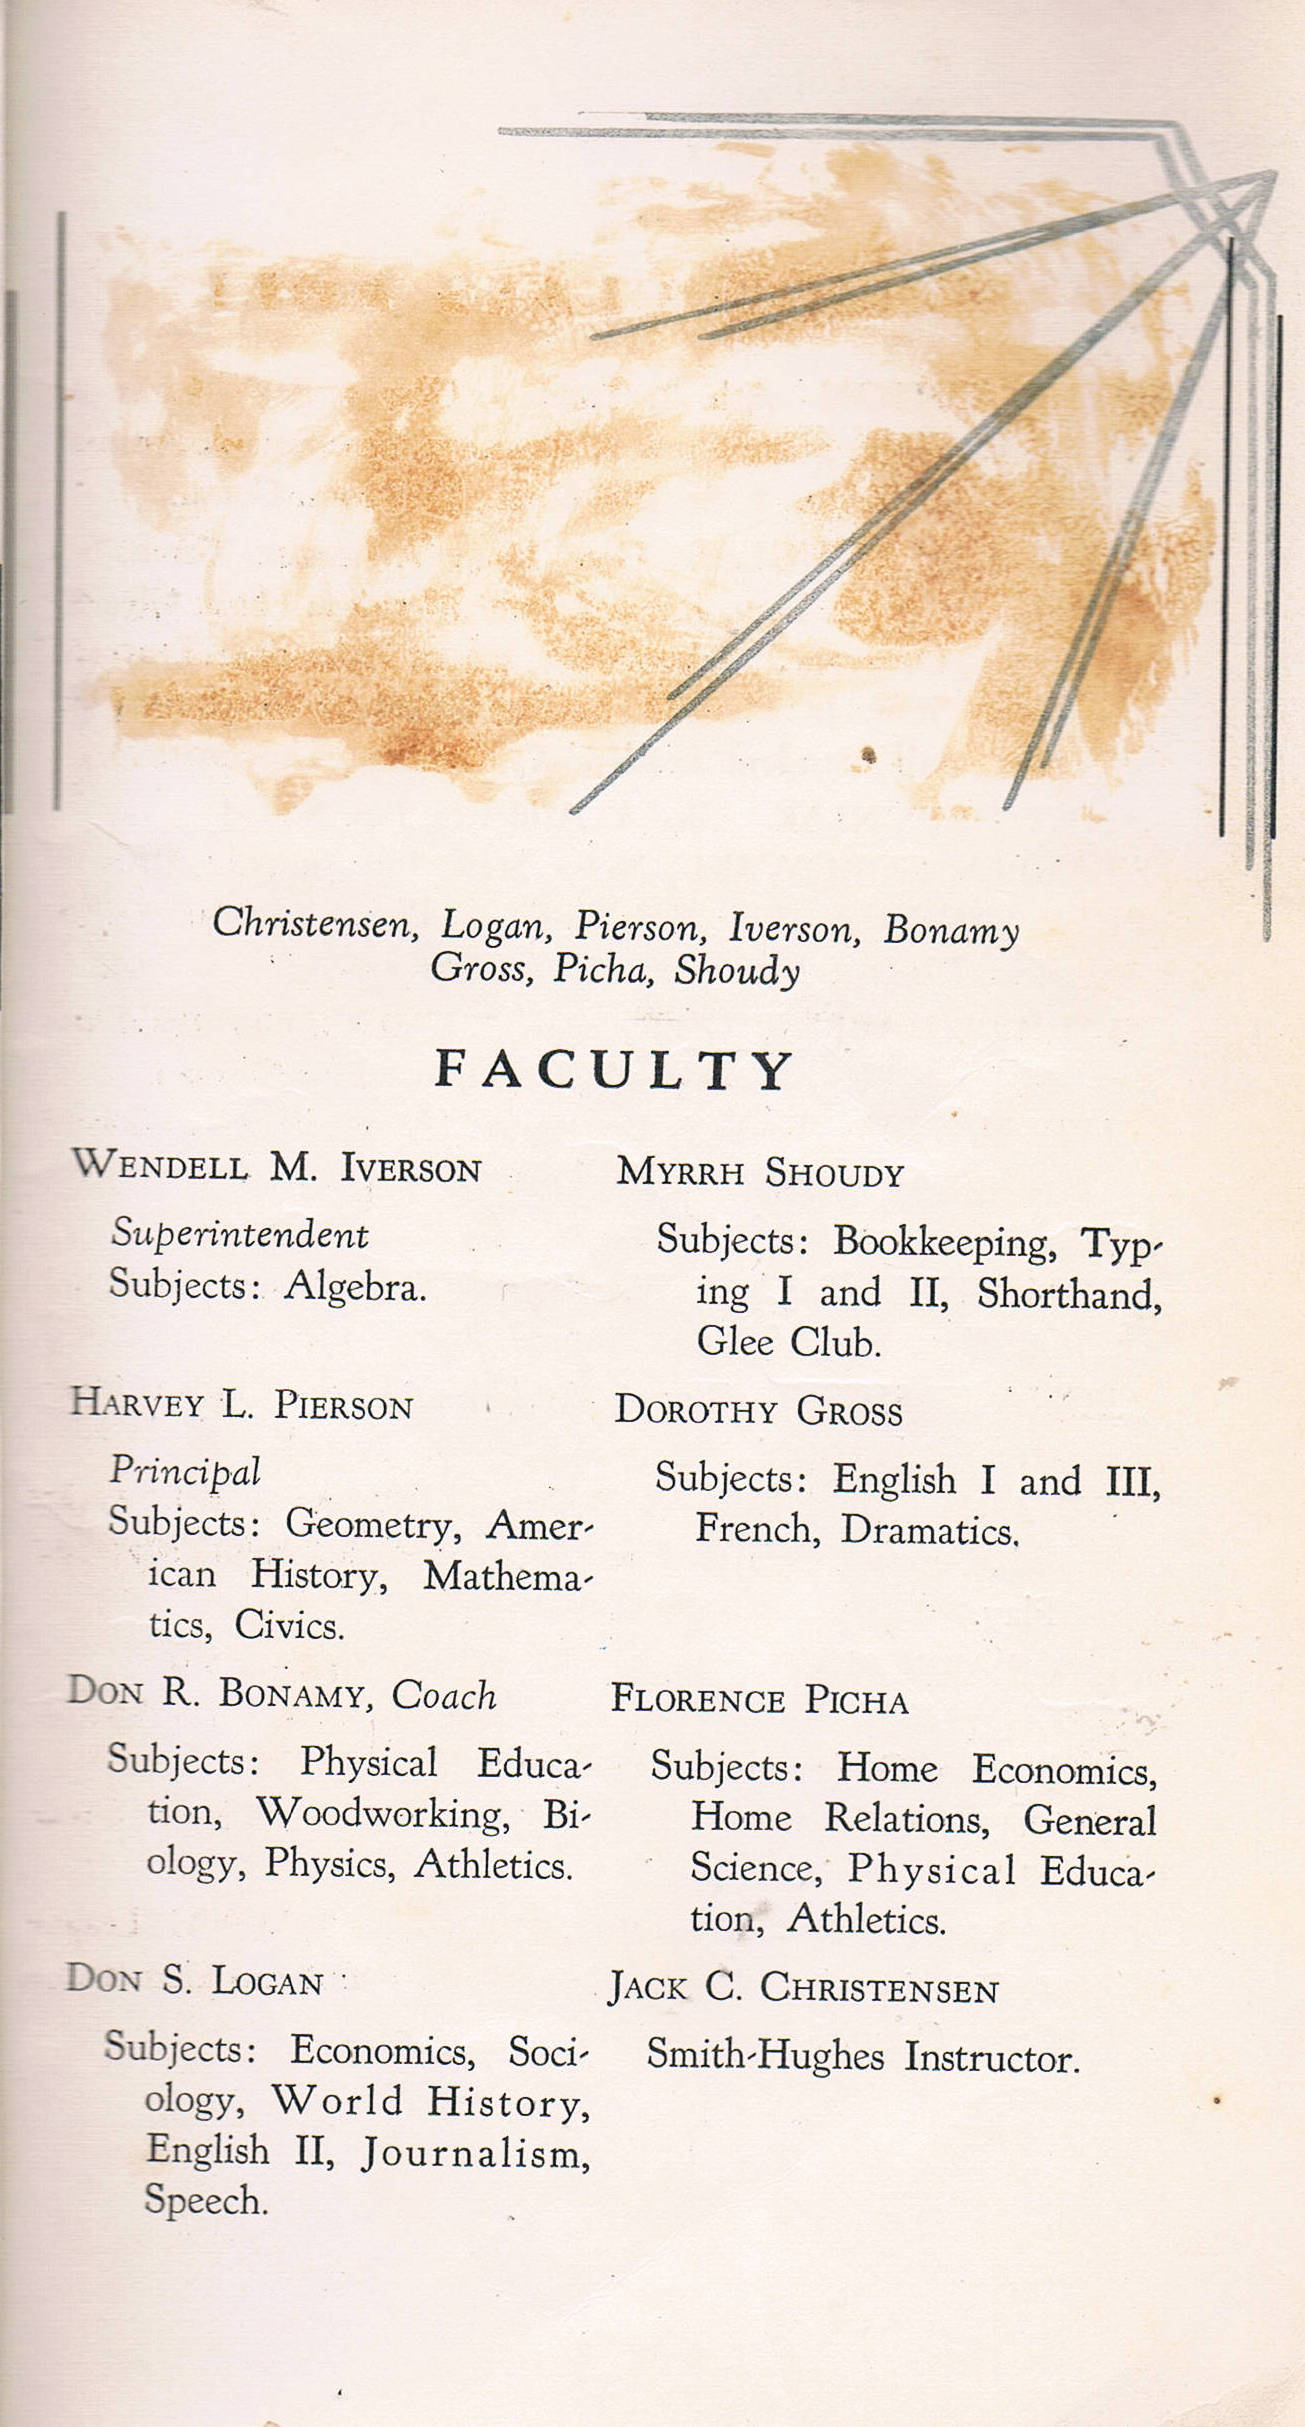 Christensen, Logan, Pierson, Iverson, Bonamy
Gross, Picha, Shoudy
FACULTY
WENDELL M. IVERSON
Superintendent
Subjects: Algebra.
HARVEY L. PIERSON
Principal
Subjects: Geometry, Amer-
ican History, Mathema-
tics, Civics.
DON R. BONAMY, Coach
Subjects: Physical Educa-
tion, Woodworking, Bi-
ology, Physics, Athletics.
DON S. LOGAN
Subjects: Economics, Soci-
ology, World History,
English II, Journalism,
Speech.
MYRRH SHOUDY
Subjects: Bookkeeping, Typ-
ing I and II, Shorthand,
Glee Club.
DOROTHY GROSS
Subjects: English I and III,
French, Dramatics.
FLORENCE PICHA
Subjects: Home Economics,
Home Relations, General
Science, Physical Educa-
tion, Athletics.
JACK C. CHRISTENSEN
Smith-Hughes Instructor.